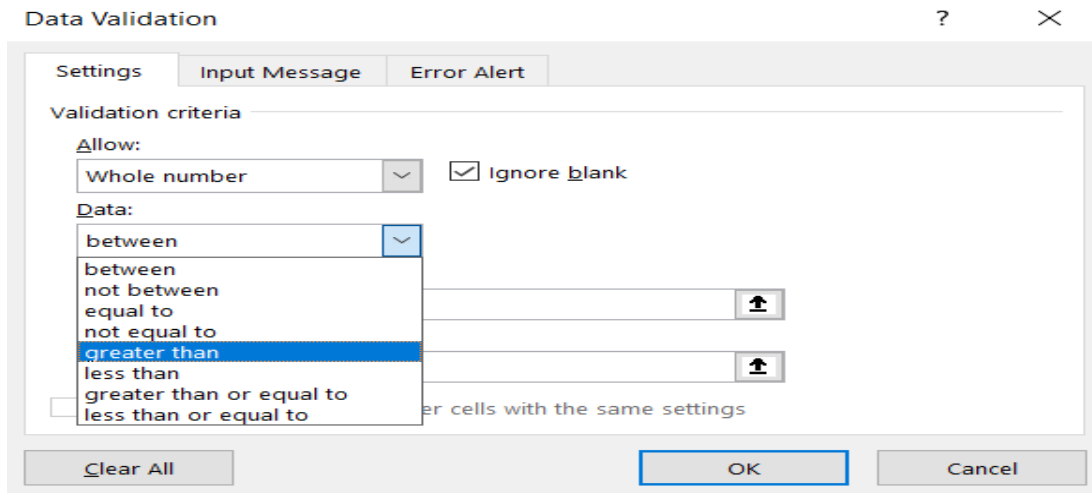 Data Validation ? ×
Settings Input Message Error Alert
Validation criteria
Allow:
Whole number Ignore blank
Data:
between
between
not between
equal to
not equal to
greater than
less than
greater than or equal to
less than or equal to
cells with the same settings
Clear All OK Cancel